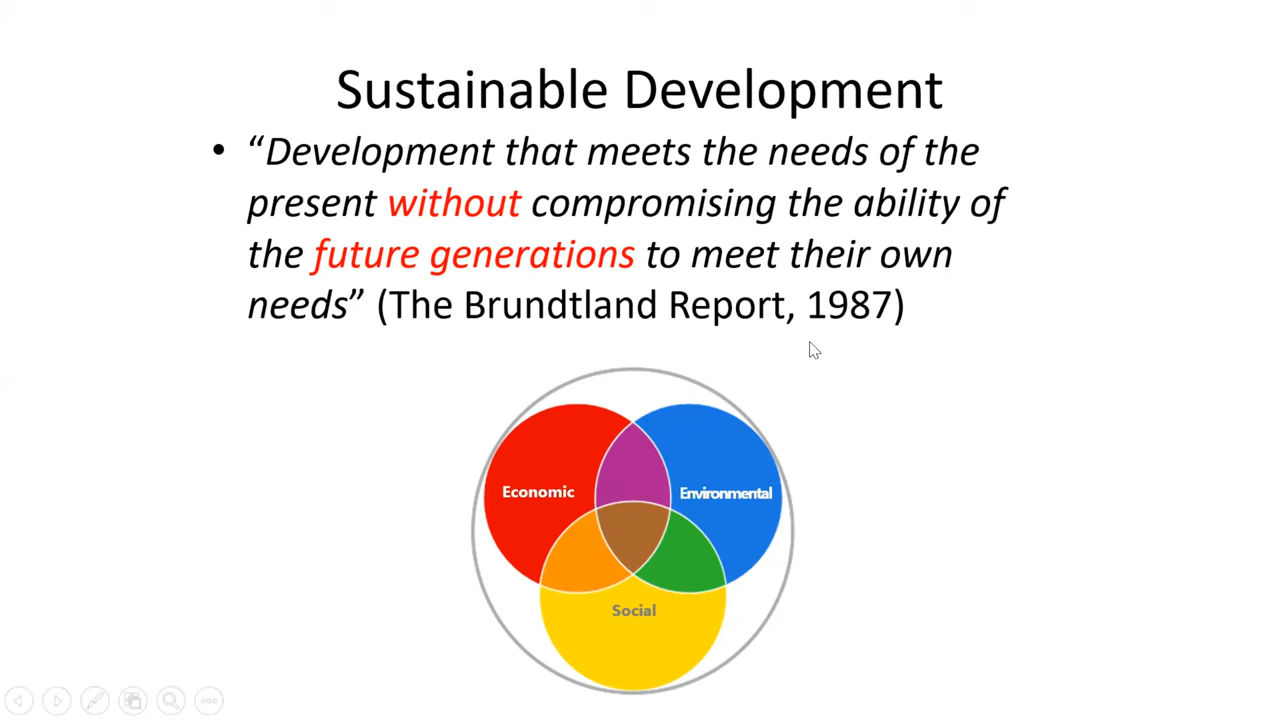 Sustainable Development
• “Development that meets the needs of the
present without compromising the ability of
the future generations to meet their own
needs” (The Brundtland Report, 1987)
Economic
Environmental
Social